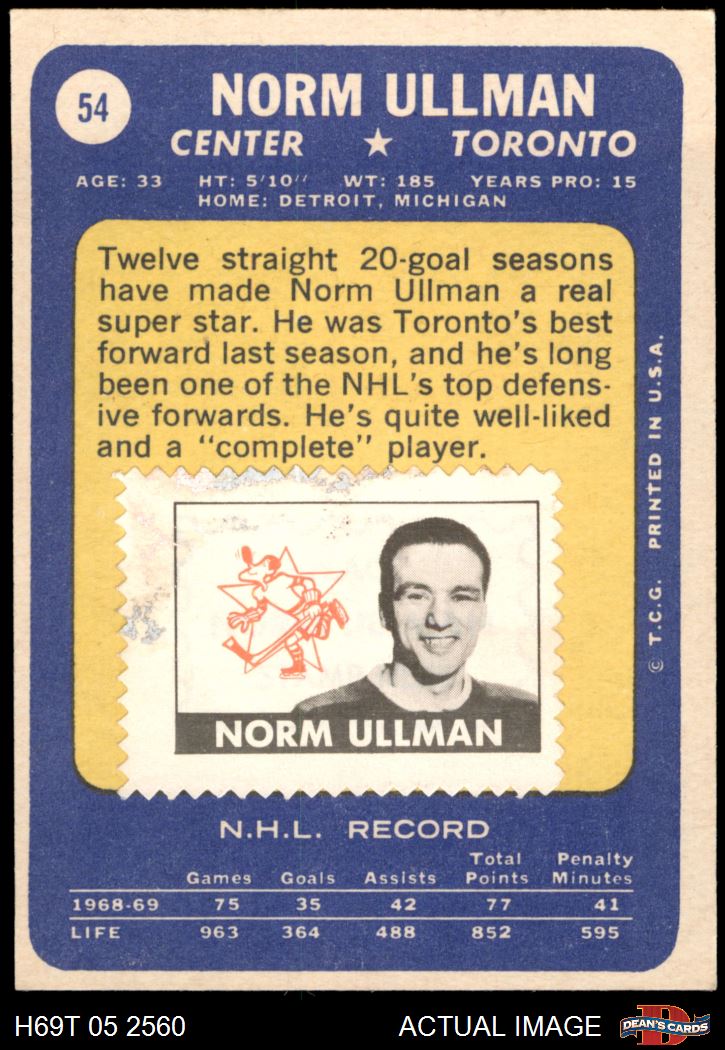 54
NORM ULLMAN
CENTER ★ TORONTO
AGE: 33 HT: 5'10'' WT: 185 YEARS PRO: 15
HOME: DETROIT, MICHIGAN
Twelve straight 20-goal seasons
have made Norm Ullman a real
super star. He was Toronto's best
forward last season, and he's long
been one of the NHL's top defens-
ive forwards. He's quite well-liked
and a "complete" player.
© T.C.G. PRINTED IN U.S.A.
NORM ULLMAN
N.H.L. RECORD
Games Goals Assists Total Points Penalty Minutes
1968-69 75 35 42 77 41
LIFE 963 364 488 852 595
H69T 05 2560 ACTUAL IMAGE
D
DEAN'S CARDS